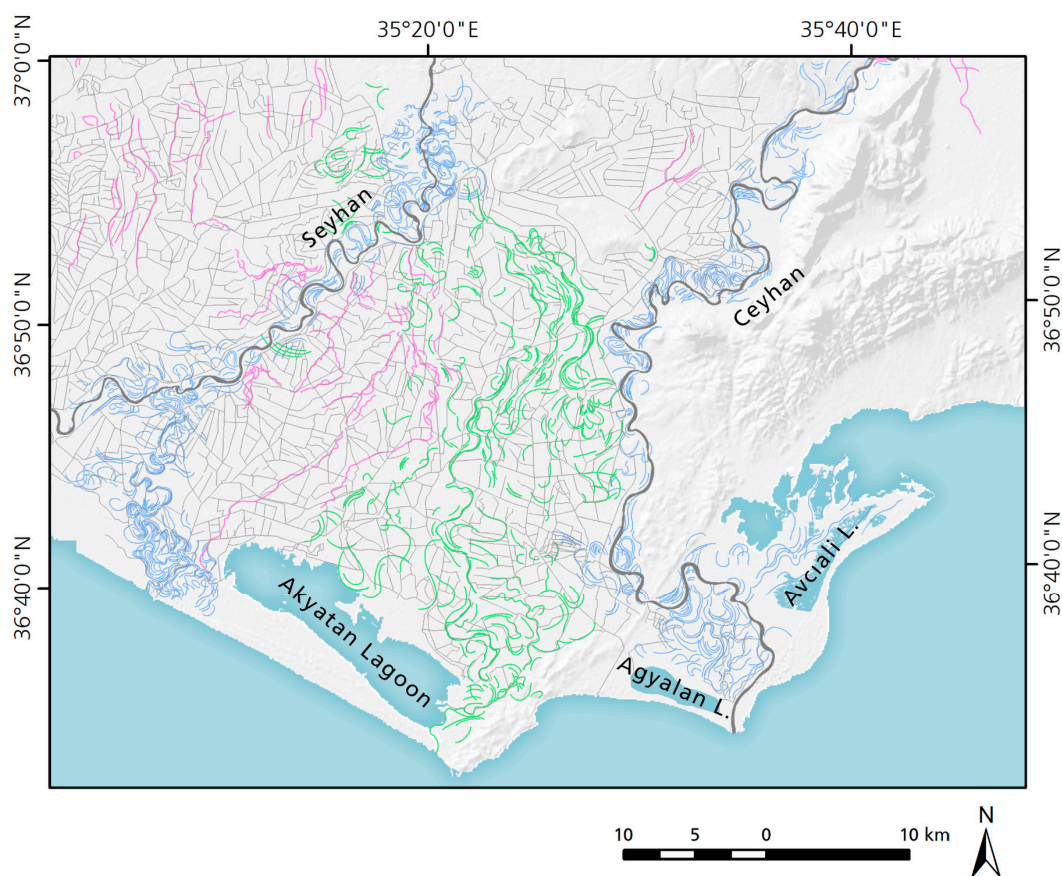 35°20'0"E
35°40'0"E
37°0'0"N
Seyhan
Ceyhan
36°50'0"N
36°50'0"N
Avcıali L.
36°40'0"N
36°40'0"N
Akyatan Lagoon
Agyalan L.
N
10 5 0 10 km